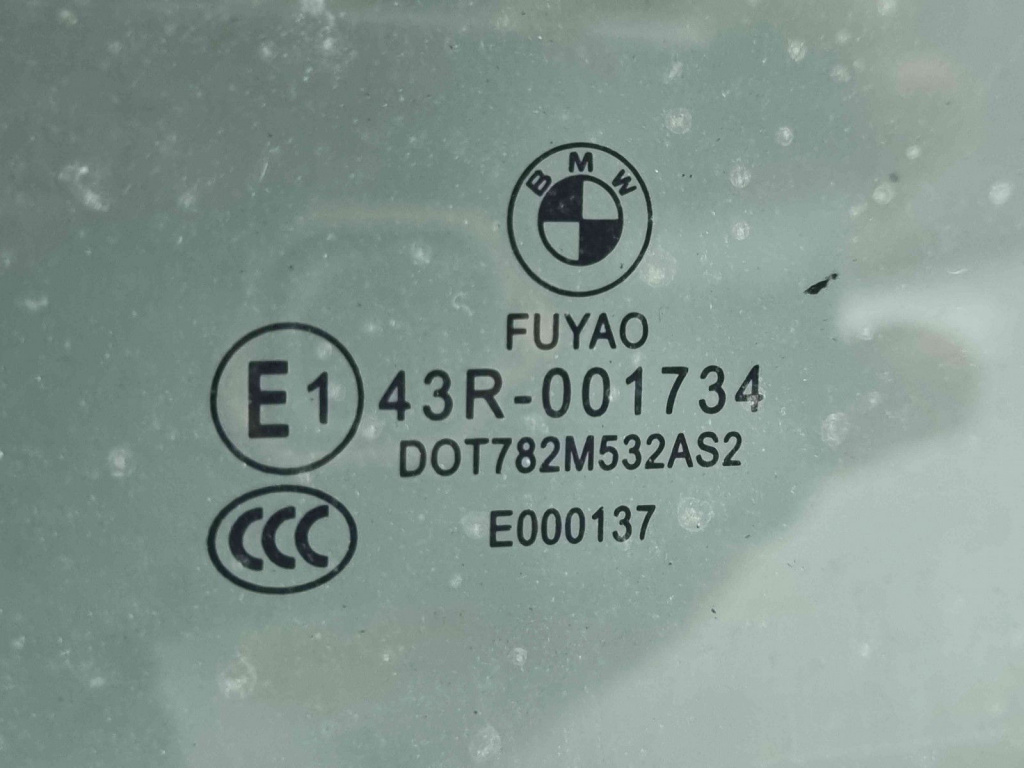 BMW
FUYAO
E1 43R-001734
DOT782M532AS2
CCC E000137